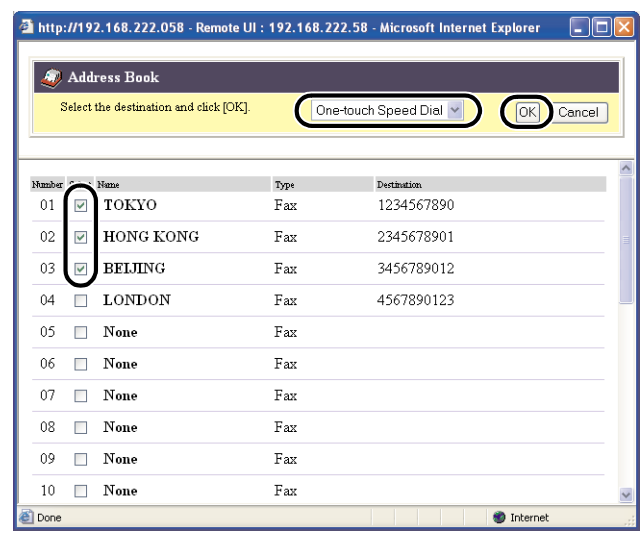 http://192.168.222.058 - Remote UI : 192.168.222.58 - Microsoft Internet Explorer
Address Book
Select the destination and click [OK]. One-touch Speed Dial OK Cancel
Number Name Type Destination
01 TOKYO Fax 1234567890
02 HONG KONG Fax 2345678901
03 BEIJING Fax 3456789012
04 LONDON Fax 4567890123
05 None Fax
06 None Fax
07 None Fax
08 None Fax
09 None Fax
10 None Fax
Done Internet